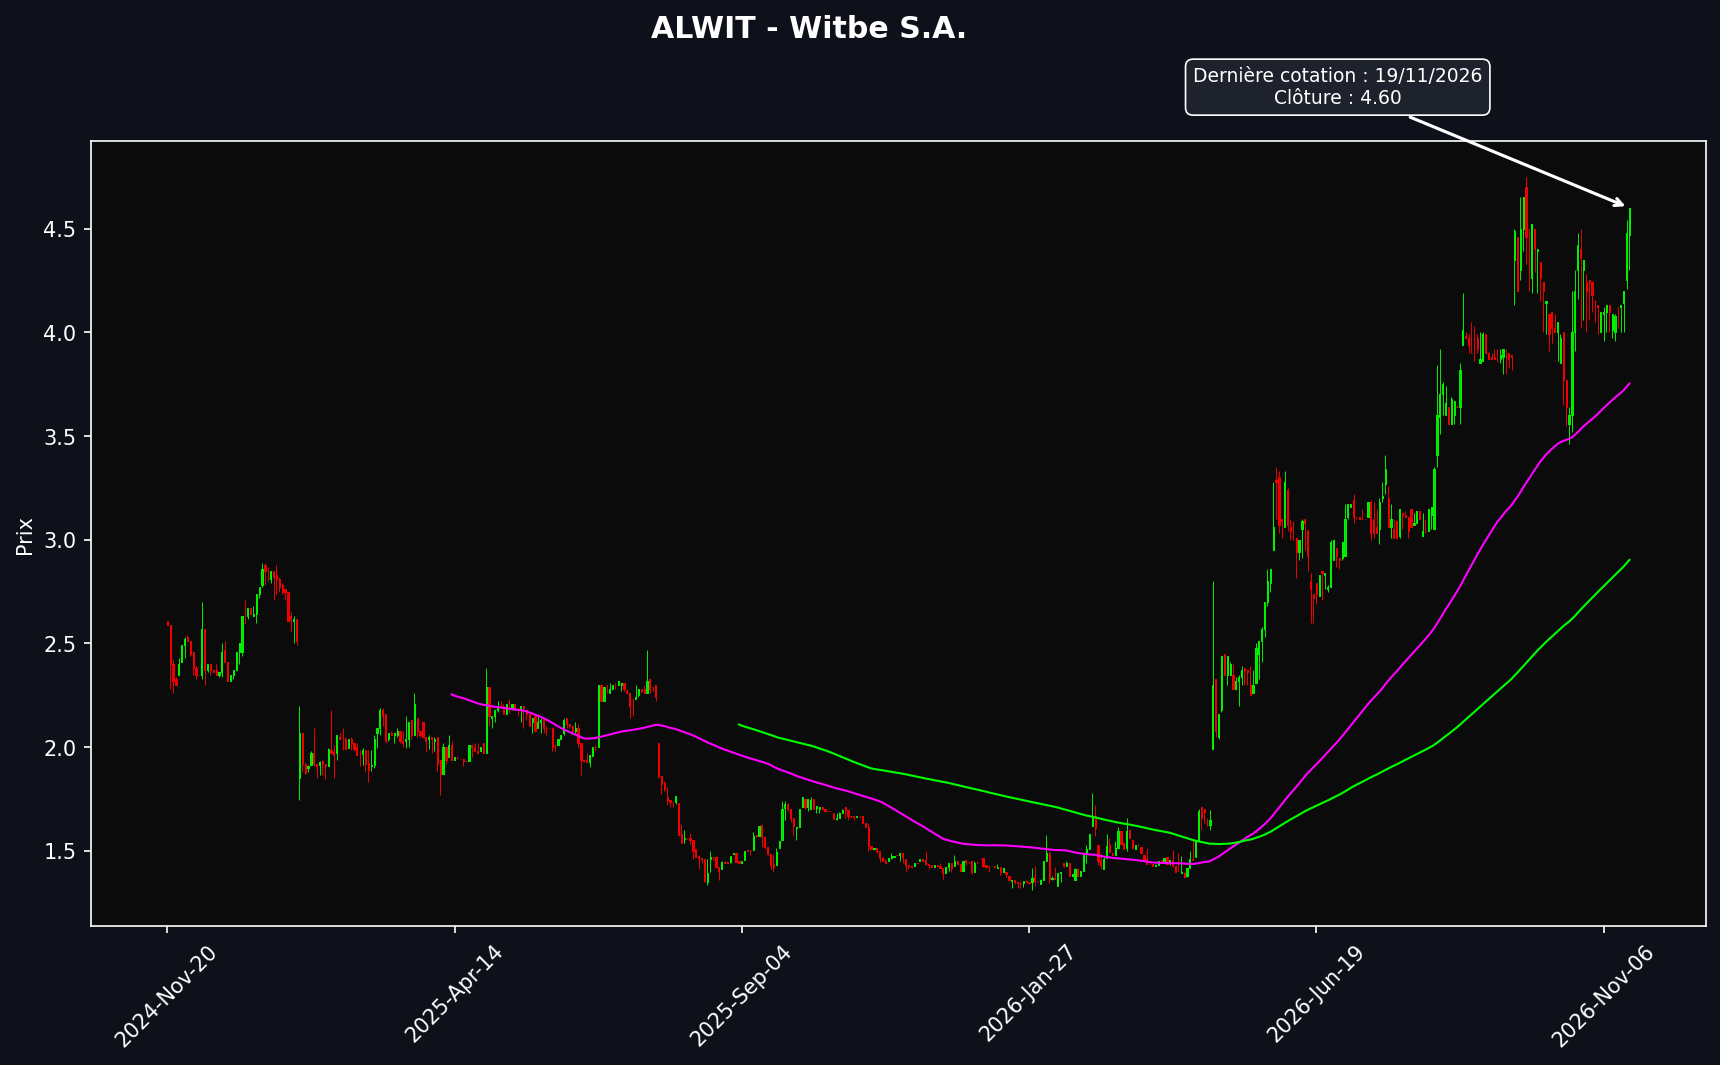 ALWIT - Witbe S.A.
Dernière cotation : 19/11/2026
Clôture : 4.60
Prix
4.5
4.0
3.5
3.0
2.5
2.0
1.5
2024-Nov-20
2025-Apr-14
2025-Sep-04
2026-Jan-27
2026-Jun-19
2026-Nov-06